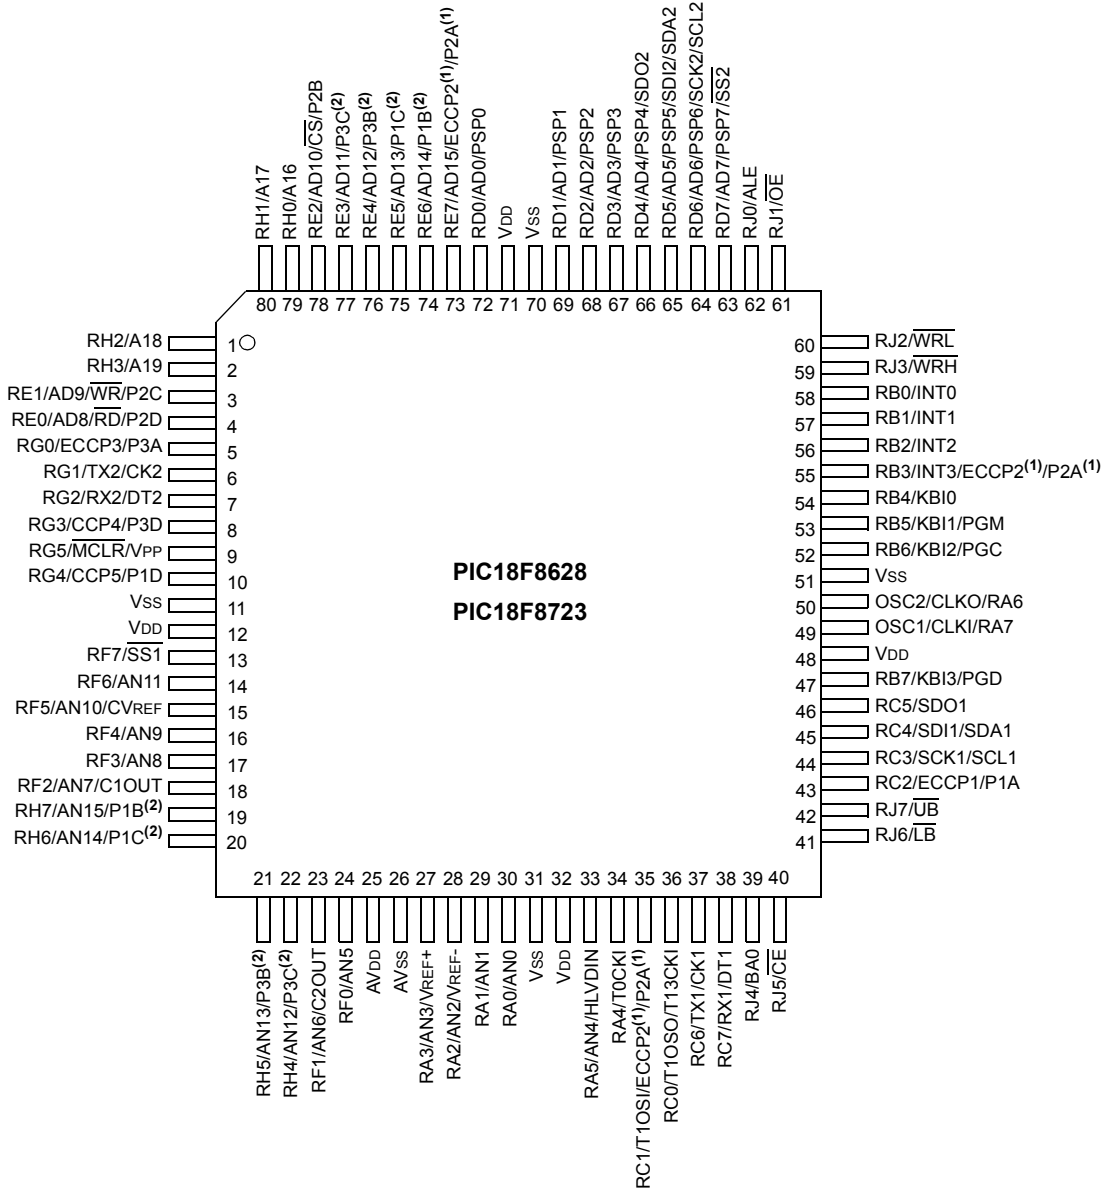 RH1/A17
RH0/A16
RE2/AD10/C̅S̅/P2B
RE3/AD11/P3C(2)
RE4/AD12/P3B(2)
RE5/AD13/P1C(2)
RE6/AD14/P1B(2)
RE7/AD15/ECCP2(1)/P2A(1)
RD0/AD0/PSP0
VDD
VSS
RD1/AD1/PSP1
RD2/AD2/PSP2
RD3/AD3/PSP3
RD4/AD4/PSP4/SDO2
RD5/AD5/PSP5/SDI2/SDA2
RD6/AD6/PSP6/SCK2/SCL2
RD7/AD7/PSP7/S̅S̅2̅
RJ0/ALE
RJ1/O̅E̅
80 79 78 77 76 75 74 73 72 71 70 69 68 67 66 65 64 63 62 61
RH2/A18 1
RH3/A19 2
RE1/AD9/W̅R̅/P2C 3
RE0/AD8/R̅D̅/P2D 4
RG0/ECCP3/P3A 5
RG1/TX2/CK2 6
RG2/RX2/DT2 7
RG3/CCP4/P3D 8
RG5/M̅C̅L̅R̅/VPP 9
RG4/CCP5/P1D 10
VSS 11
VDD 12
RF7/S̅S̅1̅ 13
RF6/AN11 14
RF5/AN10/CVREF 15
RF4/AN9 16
RF3/AN8 17
RF2/AN7/C1OUT 18
RH7/AN15/P1B(2) 19
RH6/AN14/P1C(2) 20
PIC18F8628
PIC18F8723
60 RJ2/W̅R̅L̅
59 RJ3/W̅R̅H̅
58 RB0/INT0
57 RB1/INT1
56 RB2/INT2
55 RB3/INT3/ECCP2(1)/P2A(1)
54 RB4/KBI0
53 RB5/KBI1/PGM
52 RB6/KBI2/PGC
51 VSS
50 OSC2/CLKO/RA6
49 OSC1/CLKI/RA7
48 VDD
47 RB7/KBI3/PGD
46 RC5/SDO1
45 RC4/SDI1/SDA1
44 RC3/SCK1/SCL1
43 RC2/ECCP1/P1A
42 RJ7/U̅B̅
41 RJ6/L̅B̅
21 22 23 24 25 26 27 28 29 30 31 32 33 34 35 36 37 38 39 40
RH5/AN13/P3B(2)
RH4/AN12/P3C(2)
RF1/AN6/C2OUT
RF0/AN5
AVDD
AVSS
RA3/AN3/VREF+
RA2/AN2/VREF-
RA1/AN1
RA0/AN0
VSS
VDD
RA5/AN4/HLVDIN
RA4/T0CKI
RC1/T1OSI/ECCP2(1)/P2A(1)
RC0/T1OSO/T13CKI
RC6/TX1/CK1
RC7/RX1/DT1
RJ4/BA0
RJ5/C̅E̅